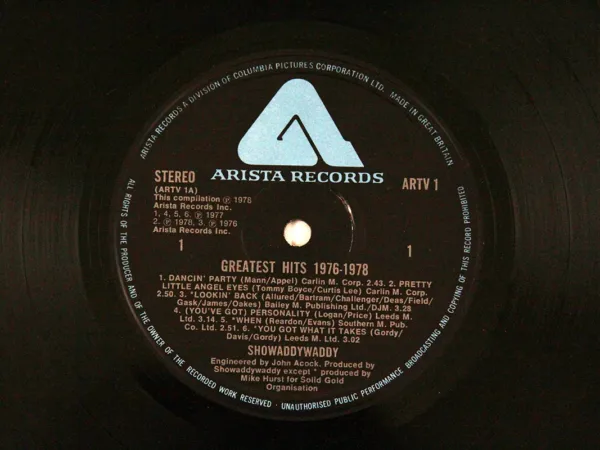 ARISTA RECORDS A DIVISION OF COLUMBIA PICTURES CORPORATION LTD. MADE IN GREAT BRITAIN
ARISTA RECORDS
STEREO
(ARTV 1A)
ARTV 1
This compilation ℗ 1978
Arista Records Inc.
1, 4, 5, 6. ℗ 1977
2. ℗ 1978, 3. ℗ 1976
Arista Records Inc.
1
1
GREATEST HITS 1976-1978
1. DANCIN' PARTY (Mann/Appel) Carlin M. Corp. 2.43. 2. PRETTY
LITTLE ANGEL EYES (Tommy Boyce/Curtis Lee) Carlin M. Corp.
2.50. 3. *LOOKIN' BACK (Allured/Bartram/Challenger/Deas/Field/
Gask/James/Oakes) Bailey M. Publishing Ltd./DJM. 3.28
4. (YOU'VE GOT) PERSONALITY (Logan/Price) Leeds M.
Ltd. 3.14. 5. *WHEN (Reardon/Evans) Southern M. Pub.
Co. Ltd. 2.51. 6. *YOU GOT WHAT IT TAKES (Gordy/
Davis/Gordy) Leeds M. Ltd. 3.02
SHOWADDYWADDY
Engineered by John Acock. Produced by
Showaddywaddy except * produced by
Mike Hurst for Solid Gold
Organisation
ALL RIGHTS OF THE PRODUCER AND OF THE OWNER OF THE RECORDED WORK RESERVED · UNAUTHORISED PUBLIC PERFORMANCE BROADCASTING AND COPYING OF THIS RECORD PROHIBITED